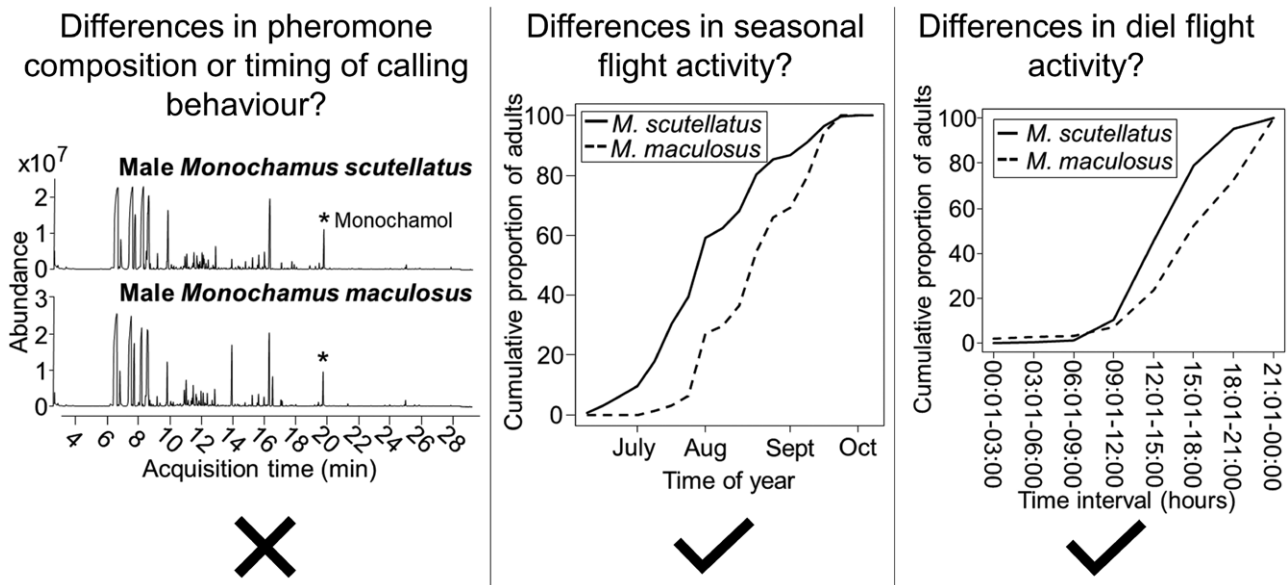 Differences in pheromone
composition or timing of calling
behaviour?
x10⁷
Male Monochamus scutellatus
2
1
0
* Monochamol
Male Monochamus maculosus
3
2
1
0
*
Abundance
4 6 8 10 12 14 16 18 20 22 24 26 28
Acquisition time (min)
Differences in seasonal
flight activity?
M. scutellatus
M. maculosus
Cumulative proportion of adults
100
80
60
40
20
0
July Aug Sept Oct
Time of year
Differences in diel flight
activity?
M. scutellatus
M. maculosus
Cumulative proportion of adults
100
80
60
40
20
0
00:01-03:00
03:01-06:00
06:01-09:00
09:01-12:00
12:01-15:00
15:01-18:00
18:01-21:00
21:01-00:00
Time interval (hours)